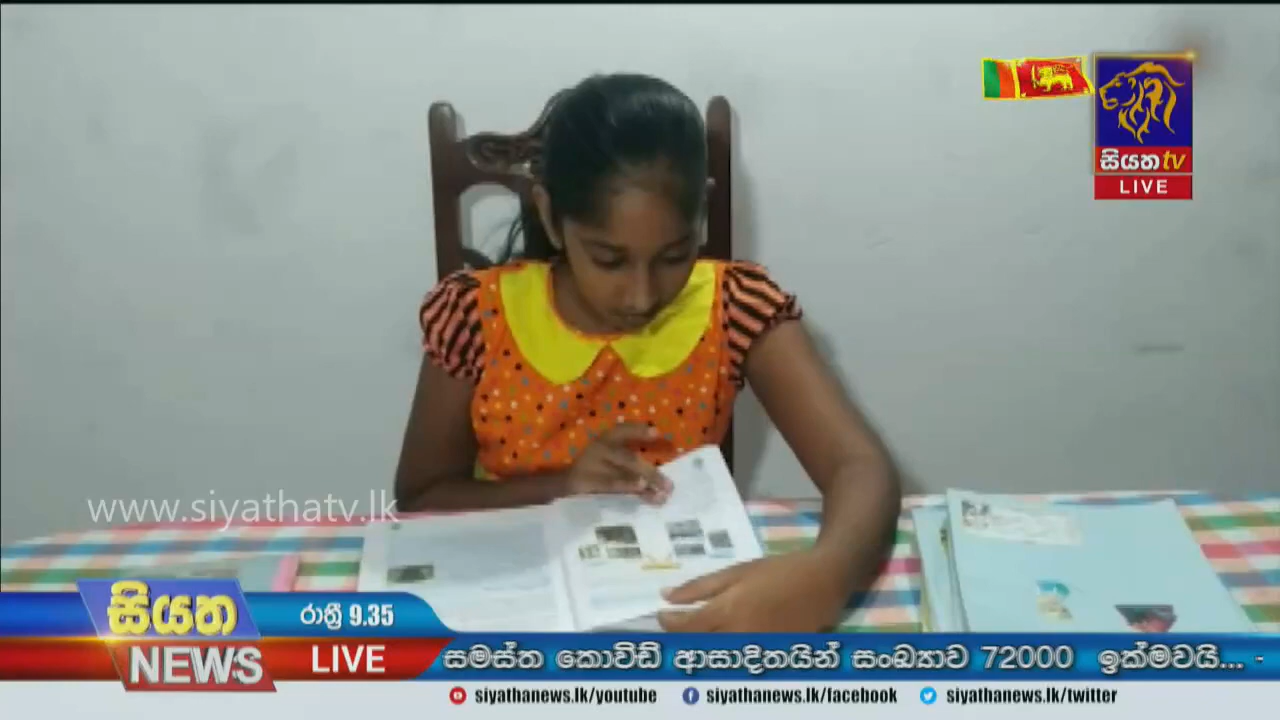 සියත tv
LIVE
www.siyathatv.lk
සියත
NEWS
රාත්‍රී 9.35
LIVE
සමස්ත කොවිඩ් ආසාදිතයින් සංඛ්‍යාව 72000 ඉක්මවයි... -
siyathanews.lk/youtube
siyathanews.lk/facebook
siyathanews.lk/twitter